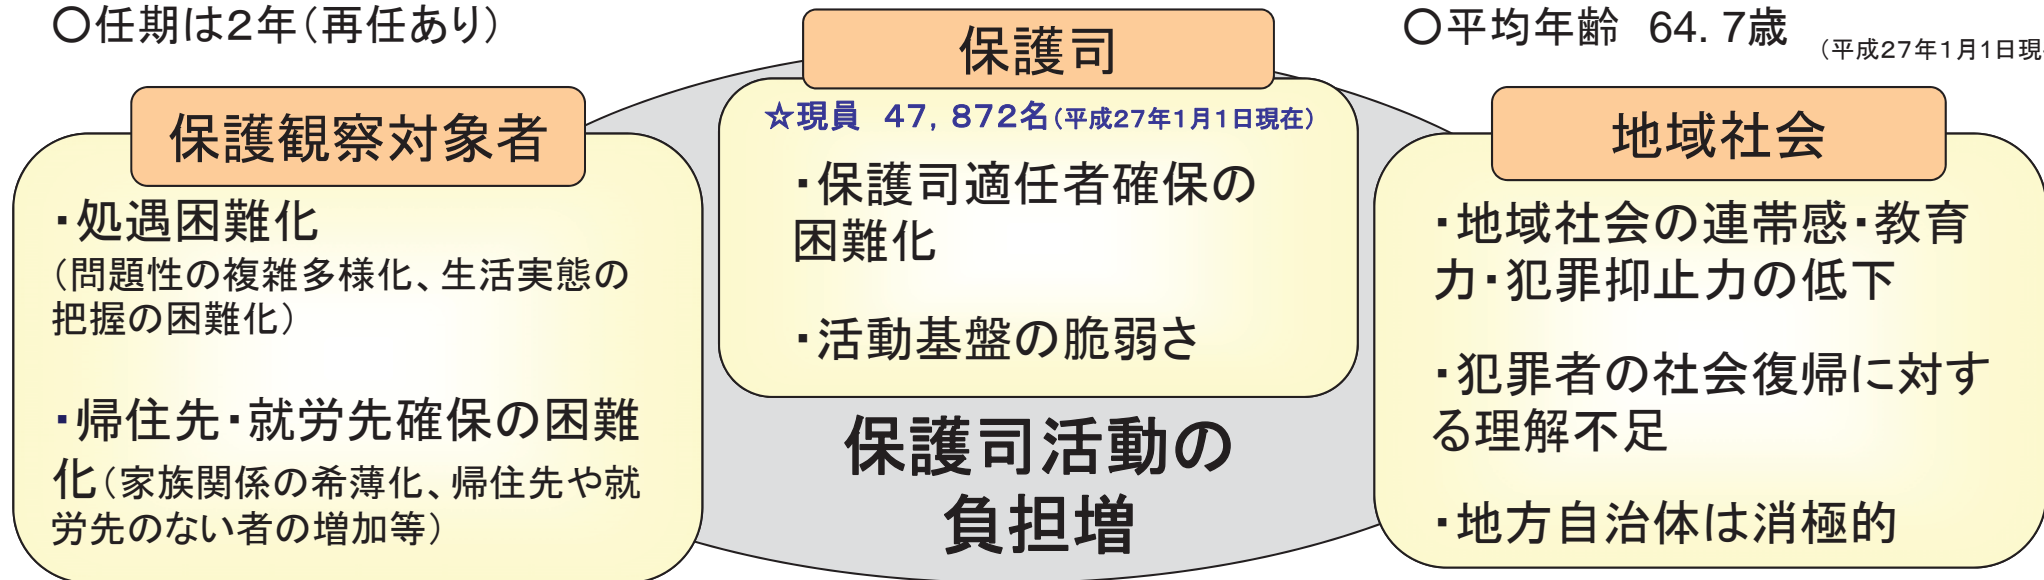 〇任期は２年（再任あり）
〇平均年齢 64．7歳
（平成27年1月1日現
保護観察対象者
・処遇困難化
（問題性の複雑多様化、生活実態の
把握の困難化）
・帰住先・就労先確保の困難
化（家族関係の希薄化、帰住先や就
労先のない者の増加等）
保護司
☆現員 47，872名（平成27年1月1日現在）
・保護司適任者確保の
困難化
・活動基盤の脆弱さ
保護司活動の
負担増
地域社会
・地域社会の連帯感・教育
力・犯罪抑止力の低下
・犯罪者の社会復帰に対す
る理解不足
・地方自治体は消極的